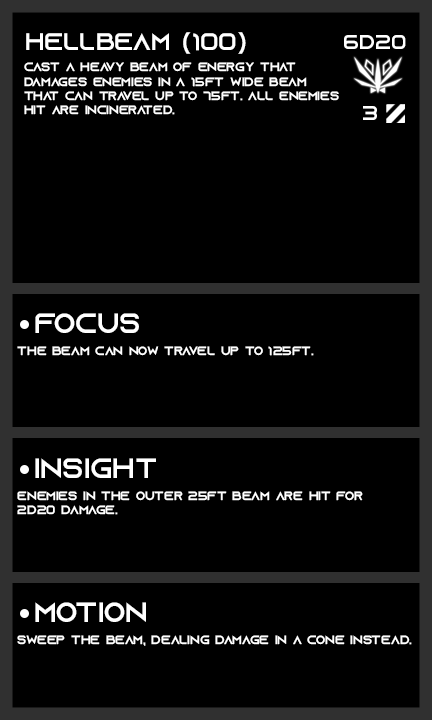 HELLBEAM (100)
6D20
CAST A HEAVY BEAM OF ENERGY THAT
DAMAGES ENEMIES IN A 15FT WIDE BEAM
THAT CAN TRAVEL UP TO 75FT. ALL ENEMIES
HIT ARE INCINERATED.
3
•FOCUS
THE BEAM CAN NOW TRAVEL UP TO 125FT.
•INSIGHT
ENEMIES IN THE OUTER 25FT BEAM ARE HIT FOR
2D20 DAMAGE.
•MOTION
SWEEP THE BEAM, DEALING DAMAGE IN A CONE INSTEAD.